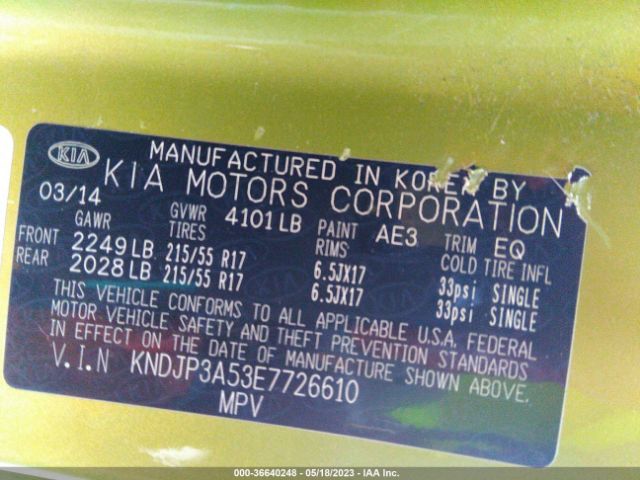 KIA MANUFACTURED IN KOREA BY
KIA MOTORS CORPORATION
03/14
GAWR GVWR 4101LB PAINT AE3 TRIM EQ
TIRES RIMS COLD TIRE INFL
FRONT 2249LB 215/55 R17 6.5JX17 33psi SINGLE
REAR 2028LB 215/55 R17 6.5JX17 33psi SINGLE
THIS VEHICLE CONFORMS TO ALL APPLICABLE U.S.A. FEDERAL
MOTOR VEHICLE SAFETY AND THEFT PREVENTION STANDARDS
IN EFFECT ON THE DATE OF MANUFACTURE SHOWN ABOVE.
V.I.N KNDJP3A53E7726610
MPV
000-36640248 - 05/18/2023 - IAA Inc.